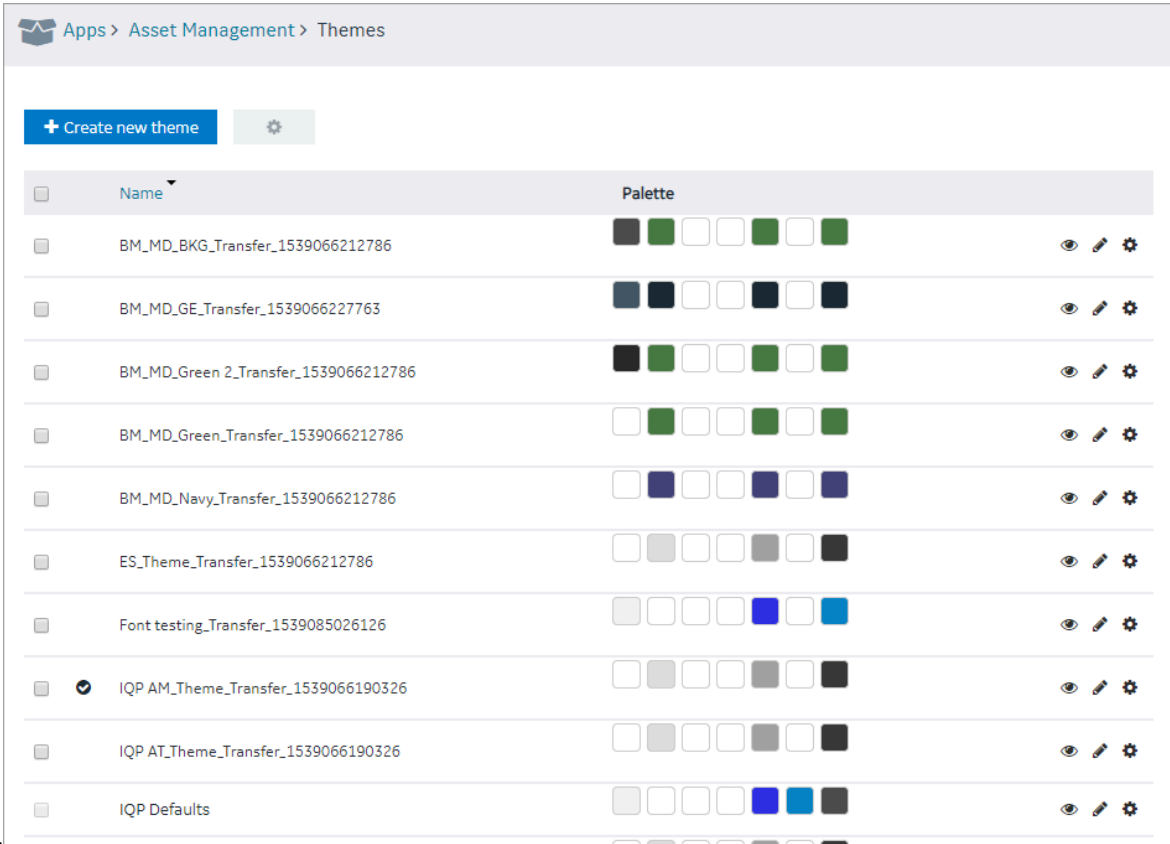 Apps > Asset Management > Themes
Create new theme
Name Palette
BM_MD_BKG_Transfer_1539066212786
BM_MD_GE_Transfer_1539066227763
BM_MD_Green 2_Transfer_1539066212786
BM_MD_Green_Transfer_1539066212786
BM_MD_Navy_Transfer_1539066212786
ES_Theme_Transfer_1539066212786
Font testing_Transfer_1539085026126
IQP AM_Theme_Transfer_1539066190326
IQP AT_Theme_Transfer_1539066190326
IQP Defaults